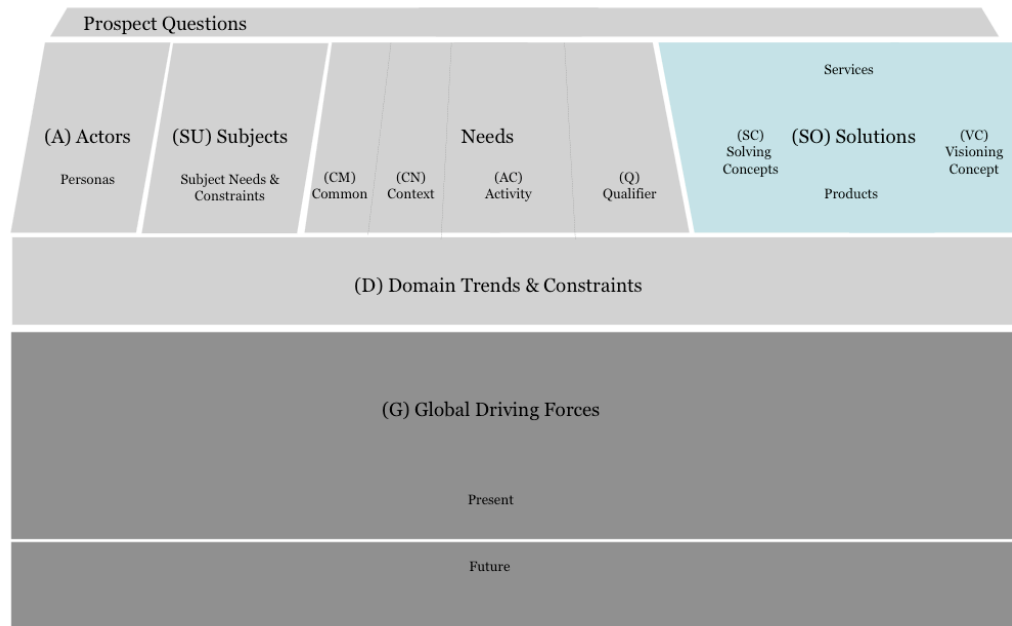 Prospect Questions
Services
(A) Actors
(SU) Subjects
Needs
(SC)
Solving
Concepts
(SO) Solutions
(VC)
Visioning
Concept
Personas
Subject Needs &
Constraints
(CM)
Common
(CN)
Context
(AC)
Activity
(Q)
Qualifier
Products
(D) Domain Trends & Constraints
(G) Global Driving Forces
Present
Future